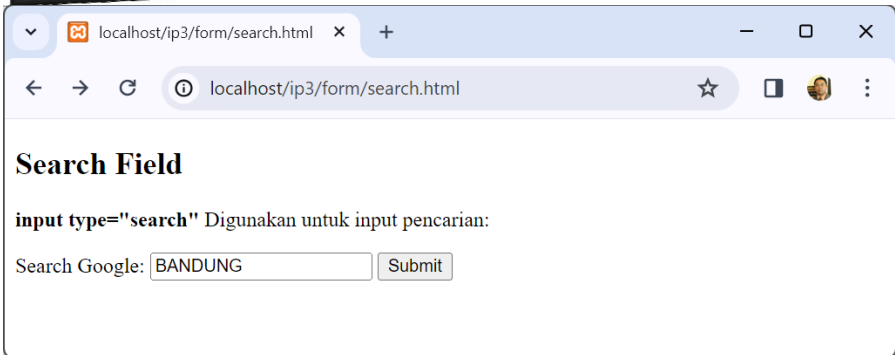 localhost/ip3/form/search.html
localhost/ip3/form/search.html
Search Field
input type="search" Digunakan untuk input pencarian:
Search Google: BANDUNG Submit